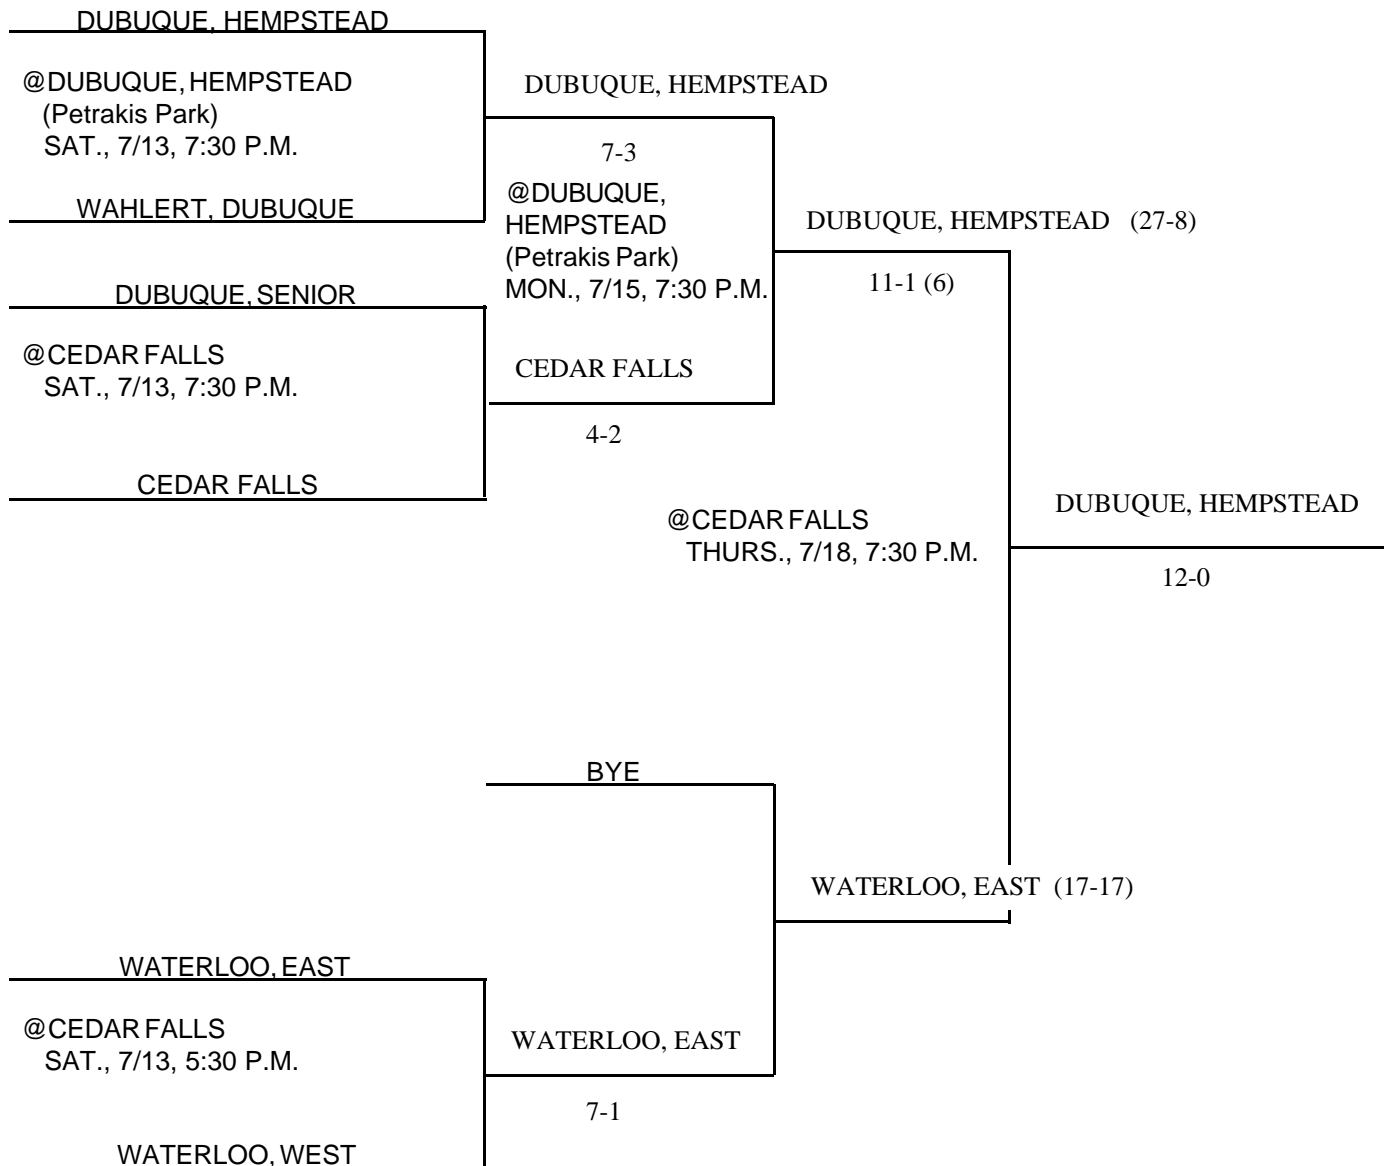 DUBUQUE, HEMPSTEAD
@DUBUQUE, HEMPSTEAD
(Petrakis Park)
SAT., 7/13, 7:30 P.M.
WAHLERT, DUBUQUE
DUBUQUE, HEMPSTEAD
7-3
DUBUQUE, SENIOR
@CEDAR FALLS
SAT., 7/13, 7:30 P.M.
CEDAR FALLS
CEDAR FALLS
4-2
@DUBUQUE,
HEMPSTEAD
(Petrakis Park)
MON., 7/15, 7:30 P.M.
DUBUQUE, HEMPSTEAD (27-8)
11-1 (6)
@CEDAR FALLS
THURS., 7/18, 7:30 P.M.
DUBUQUE, HEMPSTEAD
12-0
BYE
WATERLOO, EAST (17-17)
WATERLOO, EAST
@CEDAR FALLS
SAT., 7/13, 5:30 P.M.
WATERLOO, WEST
WATERLOO, EAST
7-1